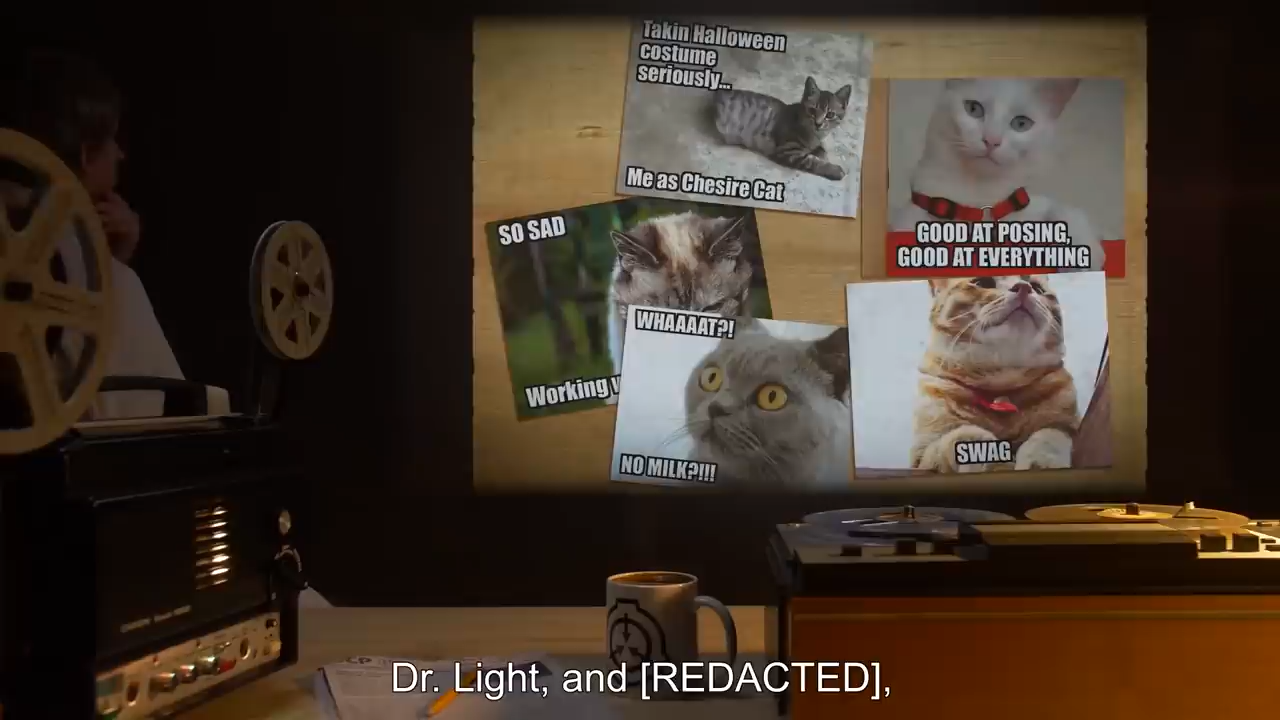 Takin Halloween
costume
seriously...
Me as Chesire Cat
GOOD AT POSING,
GOOD AT EVERYTHING
SO SAD
Working
WHAAAAT?!
NO MILK?!!!
SWAG
Dr. Light, and [REDACTED],